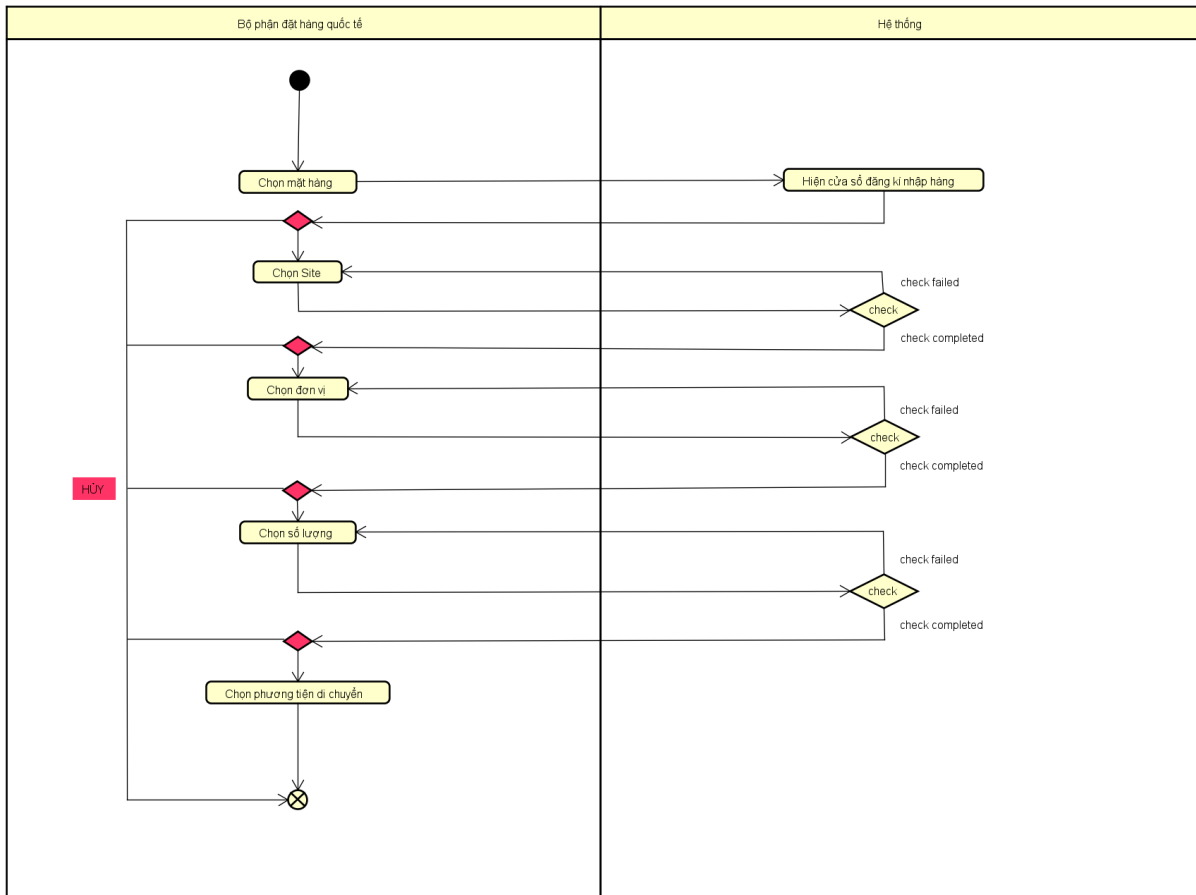 Bộ phận đặt hàng quốc tế
Hệ thống
Chọn mặt hàng
Hiện cửa sổ đăng kí nhập hàng
Chọn Site
check failed
check
check completed
Chọn đơn vị
check failed
check
check completed
HỦY
Chọn số lượng
check failed
check
check completed
Chọn phương tiện di chuyển